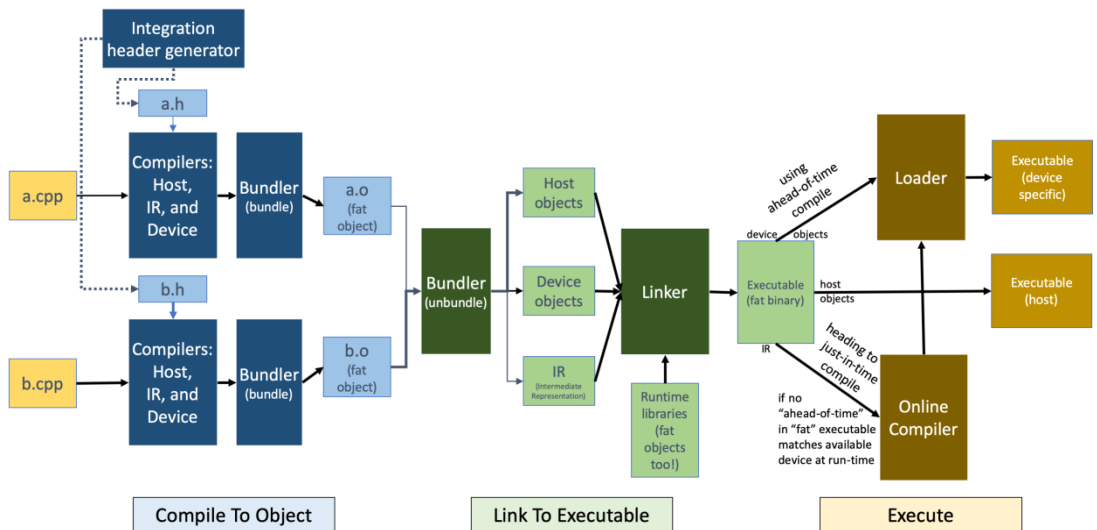 Integration
header generator
a.h
a.cpp
Compilers:
Host,
IR, and
Device
Bundler
(bundle)
a.o
(fat
object)
b.h
b.cpp
Compilers:
Host,
IR, and
Device
Bundler
(bundle)
b.o
(fat
object)
Bundler
(unbundle)
Host
objects
Device
objects
IR
(Intermediate
Representation)
Linker
Runtime
libraries
(fat
objects
too!)
Executable
(fat binary)
using
ahead-of-time
compile
device objects
host
objects
IR
heading to
just-in-time
compile
if no
“ahead-of-time”
in “fat” executable
matches available
device at run-time
Loader
Online
Compiler
Executable
(device
specific)
Executable
(host)
Compile To Object
Link To Executable
Execute